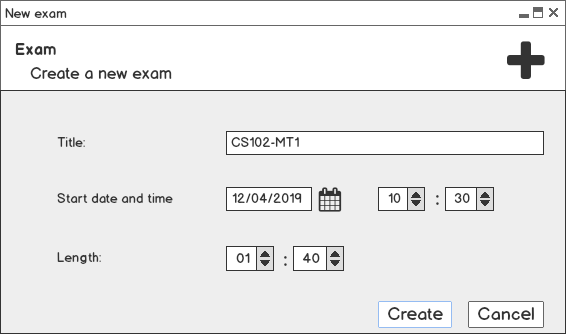 New exam
Exam
Create a new exam
Title: CS102-MT1
Start date and time 12/04/2019 10 : 30
Length: 01 : 40
Create Cancel